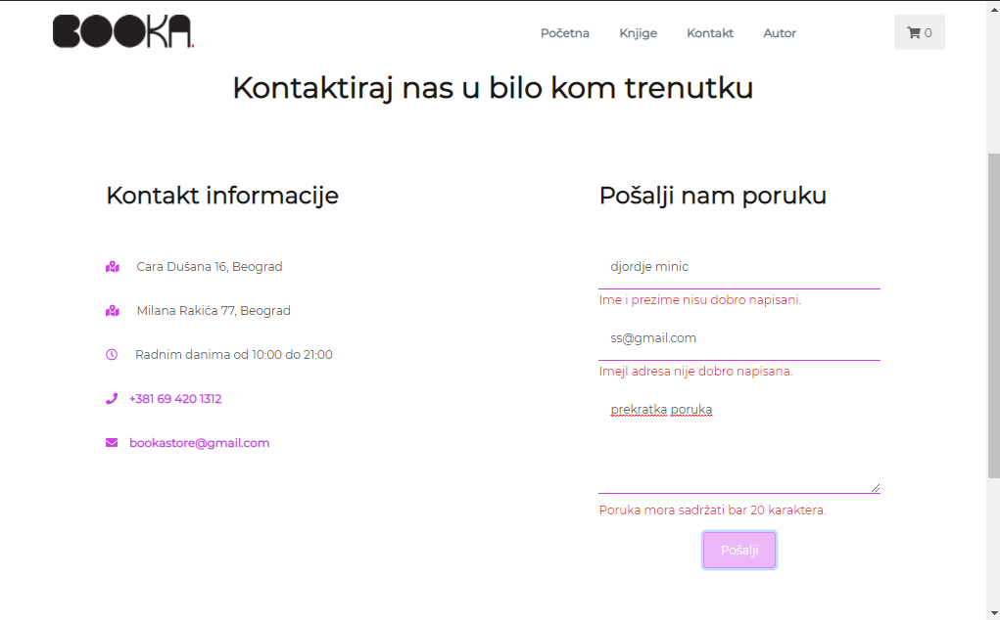 BOOKA.
Početna
Knjige
Kontakt
Autor
0
Kontaktiraj nas u bilo kom trenutku
Kontakt informacije
Cara Dušana 16, Beograd
Milana Rakića 77, Beograd
Radnim danima od 10:00 do 21:00
+381 69 420 1312
bookastore@gmail.com
Pošalji nam poruku
djordje minic
Ime i prezime nisu dobro napisani.
ss@gmail.com
Imejl adresa nije dobro napisana.
prekratka poruka
Poruka mora sadržati bar 20 karaktera.
Pošalji